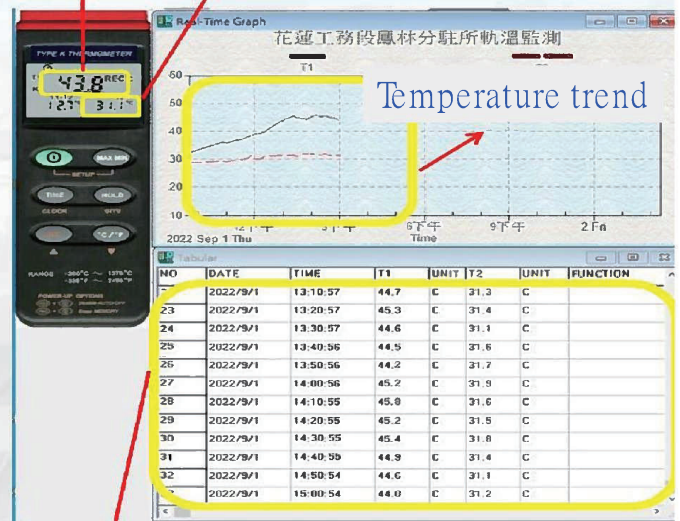 Real-Time Graph
花蓮工務段鳳林分駐所軌溫監測
T1
Temperature trend
60
40
30
20
10
2022 Sep 1 Thu
Time
6下午
9下午
2 Fri
TYPE K THERMOMETER
43.8 REC
31.1
MAX MIN
SETUP
TIME HOLD
CLOCK
°C/°F
RANGE
POWER-UP OPTIONS
Tabular
NO DATE TIME T1 UNIT T2 UNIT FUNCTION
2022/9/1 13:10:57 44.7 C 31.3 C
23 2022/9/1 13:20:57 45.3 C 31.4 C
24 2022/9/1 13:30:57 44.6 C 31.1 C
25 2022/9/1 13:40:56 44.5 C 31.6 C
26 2022/9/1 13:50:56 44.2 C 31.7 C
27 2022/9/1 14:00:56 45.2 C 31.9 C
28 2022/9/1 14:10:55 45.8 C 31.6 C
29 2022/9/1 14:20:55 45.2 C 31.5 C
30 2022/9/1 14:30:55 45.4 C 31.8 C
31 2022/9/1 14:40:55 44.9 C 31.4 C
32 2022/9/1 14:50:54 44.6 C 31.1 C
2022/9/1 15:00:54 44.0 C 31.2 C